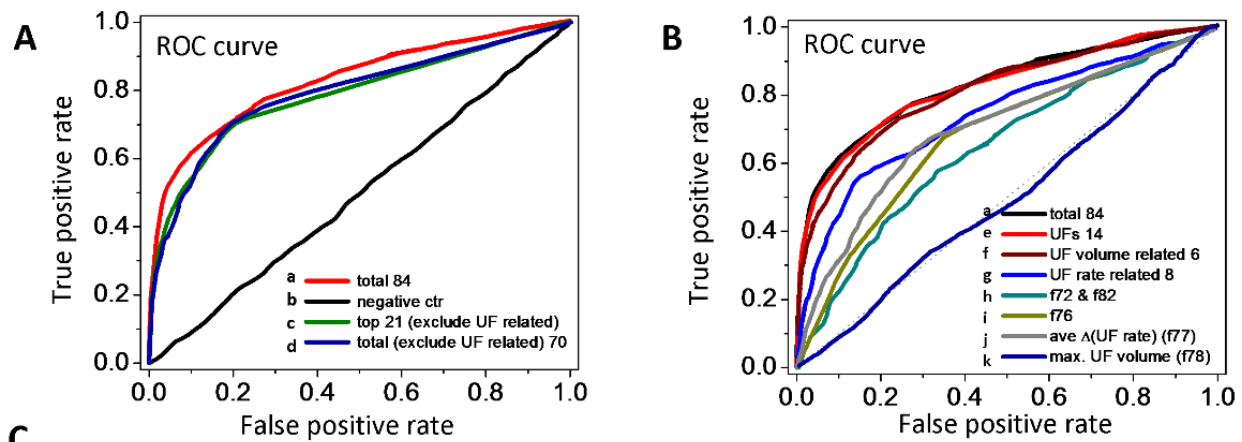 A
ROC curve
True positive rate
1.0
0.8
0.6
0.4
0.2
0.0
a total 84
b negative ctr
c top 21 (exclude UF related)
d total (exclude UF related) 70
0.0 0.2 0.4 0.6 0.8 1.0
False positive rate
B
ROC curve
True positive rate
1.0
0.8
0.6
0.4
0.2
0.0
a total 84
e UFs 14
f UF volume related 6
g UF rate related 8
h f72 & f82
i f76
j ave Δ(UF rate) (f77)
k max. UF volume (f78)
0.0 0.2 0.4 0.6 0.8 1.0
False positive rate
C